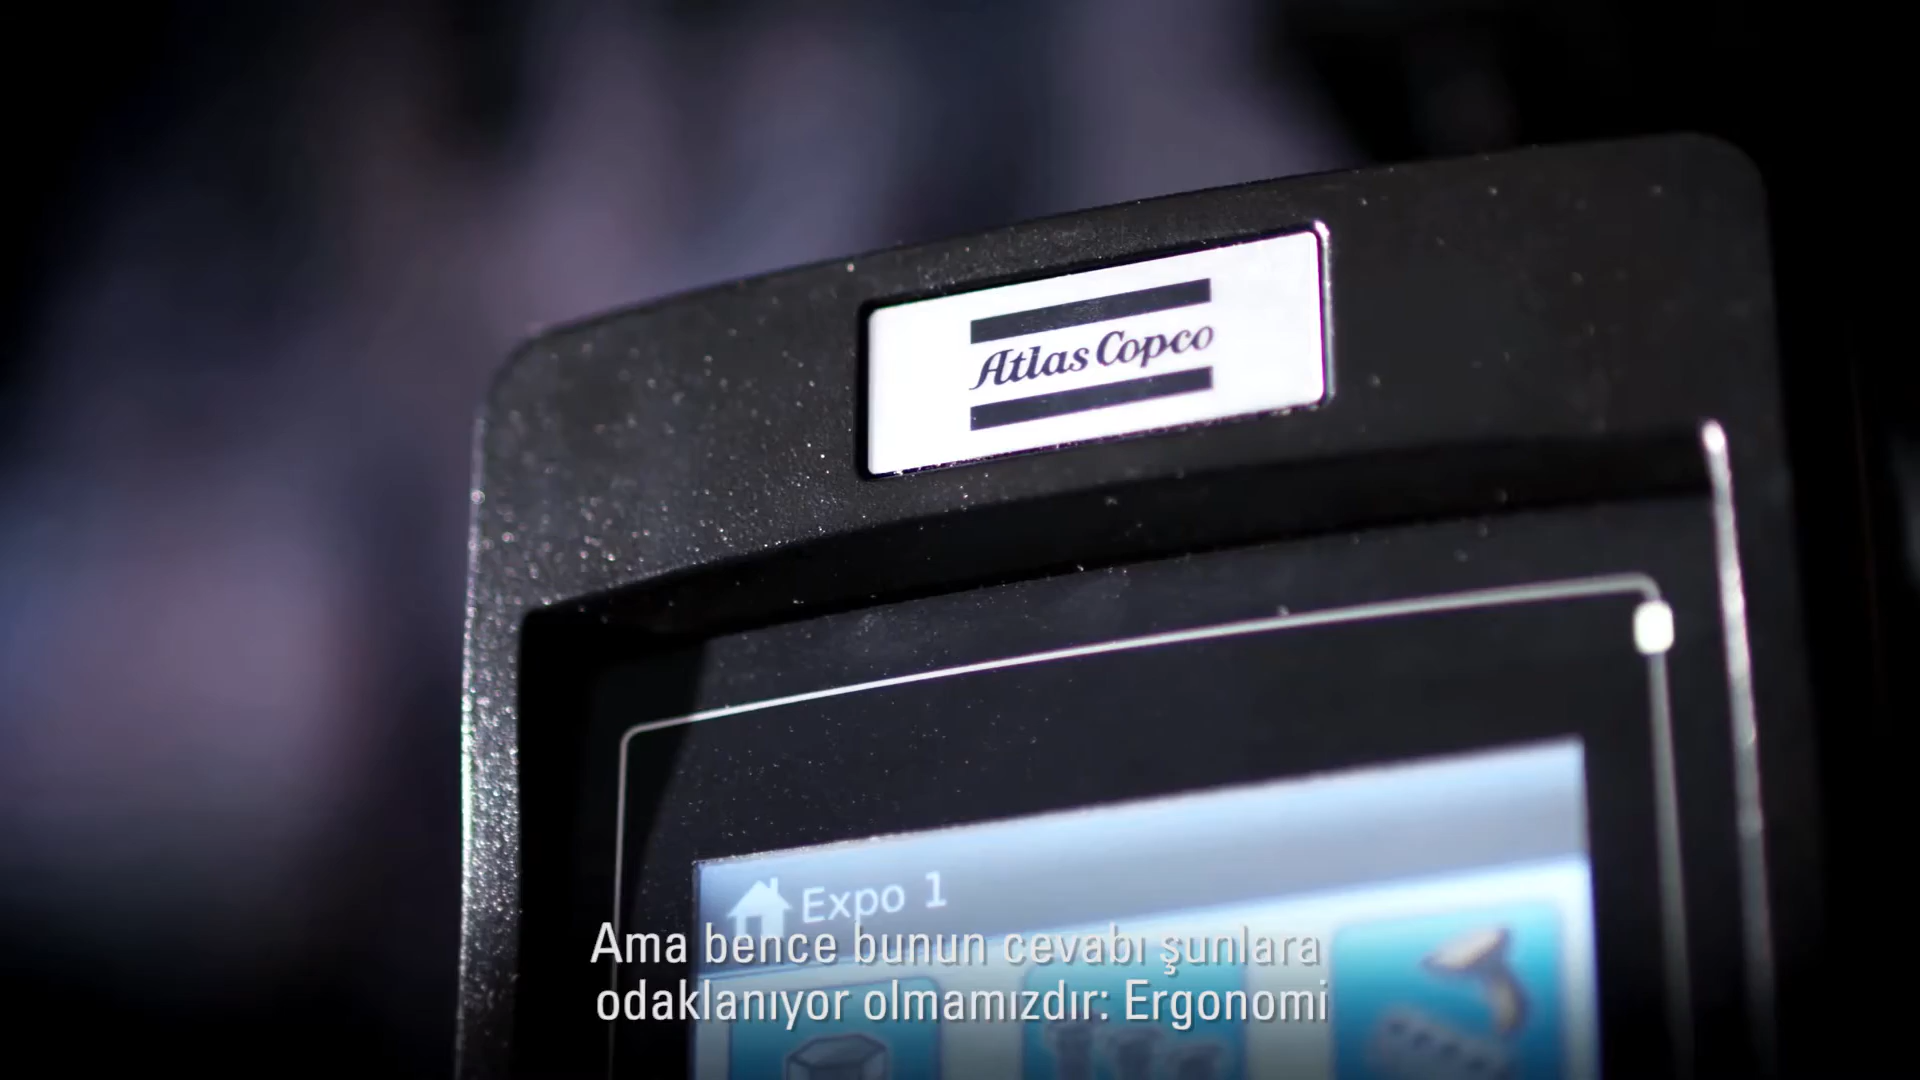 Atlas Copco
Expo 1
Ama bence bunun cevabı şunlara
odaklanıyor olmamızdır: Ergonomi